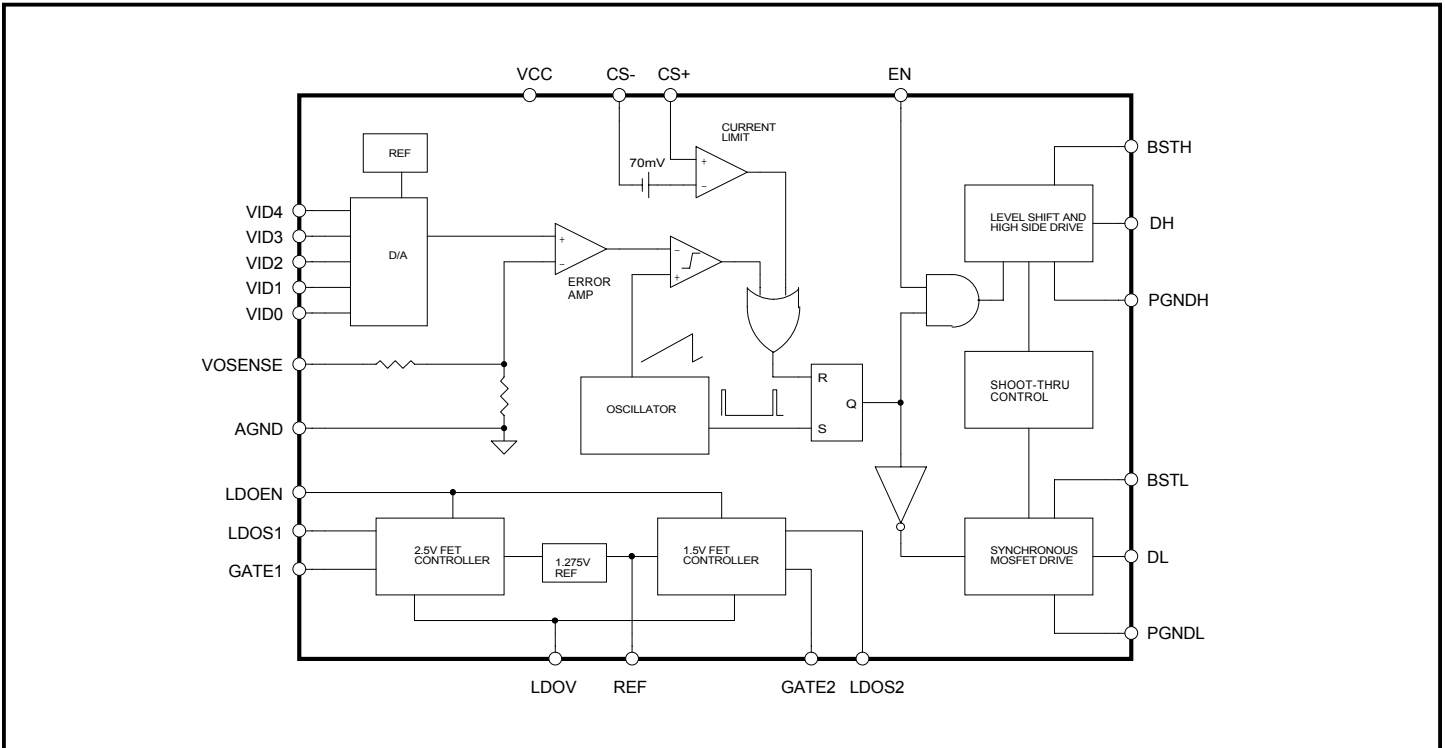 VCC
CS-
CS+
EN
CURRENT
LIMIT
70mV
+
−
REF
VID4
VID3
VID2
VID1
VID0
D/A
+
−
ERROR
AMP
−
+
BSTH
LEVEL SHIFT AND
HIGH SIDE DRIVE
DH
PGNDH
VOSENSE
AGND
OSCILLATOR
R
Q
S
SHOOT-THRU
CONTROL
LDOEN
LDOS1
GATE1
2.5V FET
CONTROLLER
1.275V
REF
1.5V FET
CONTROLLER
BSTL
SYNCHRONOUS
MOSFET DRIVE
DL
PGNDL
LDOV
REF
GATE2
LDOS2